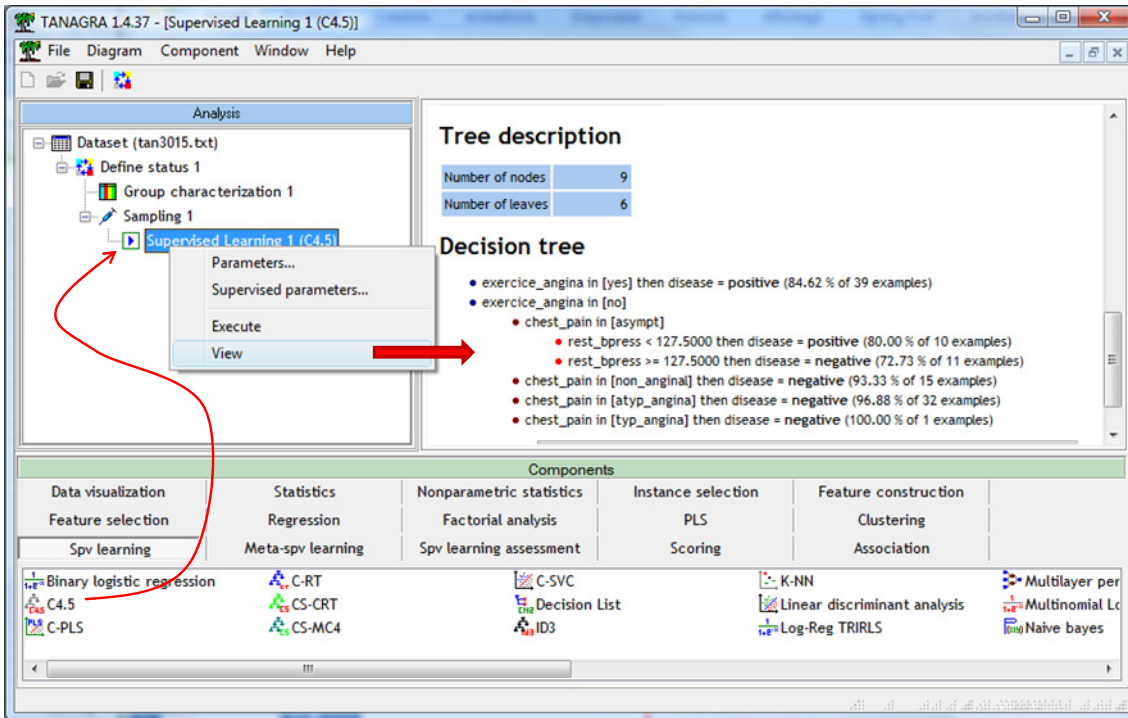 TANAGRA 1.4.37 - [Supervised Learning 1 (C4.5)]
File Diagram Component Window Help
Analysis
Dataset (tan3015.txt)
Define status 1
Group characterization 1
Sampling 1
Supervised Learning 1 (C4.5)
Parameters...
Supervised parameters...
Execute
View
Tree description
Number of nodes 9
Number of leaves 6
Decision tree
exercice_angina in [yes] then disease = positive (84.62 % of 39 examples)
exercice_angina in [no]
chest_pain in [asympt]
rest_bpress < 127.5000 then disease = positive (80.00 % of 10 examples)
rest_bpress >= 127.5000 then disease = negative (72.73 % of 11 examples)
chest_pain in [non_anginal] then disease = negative (93.33 % of 15 examples)
chest_pain in [atyp_angina] then disease = negative (96.88 % of 32 examples)
chest_pain in [typ_angina] then disease = negative (100.00 % of 1 examples)
Components
Data visualization Statistics Nonparametric statistics Instance selection Feature construction
Feature selection Regression Factorial analysis PLS Clustering
Spv learning Meta-spv learning Spv learning assessment Scoring Association
Binary logistic regression C-RT C-SVC K-NN Multilayer per
C4.5 CS-CRT Decision List Linear discriminant analysis Multinomial Lo
C-PLS CS-MC4 ID3 Log-Reg TRIRLS Naive bayes